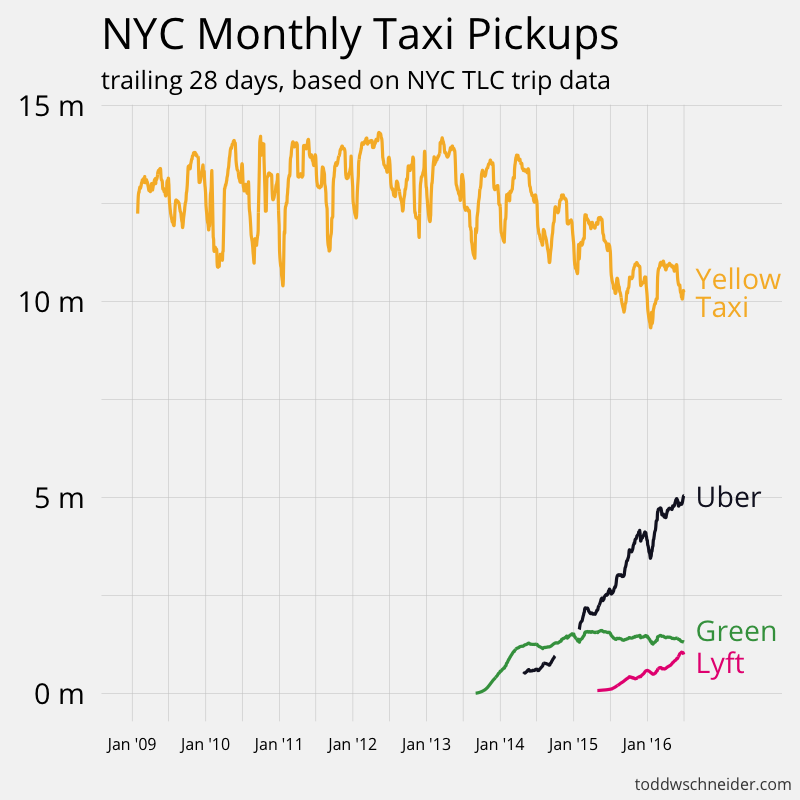 NYC Monthly Taxi Pickups
trailing 28 days, based on NYC TLC trip data
15 m
10 m
5 m
0 m
Yellow
Taxi
Uber
Green
Lyft
Jan '09 Jan '10 Jan '11 Jan '12 Jan '13 Jan '14 Jan '15 Jan '16
toddwschneider.com